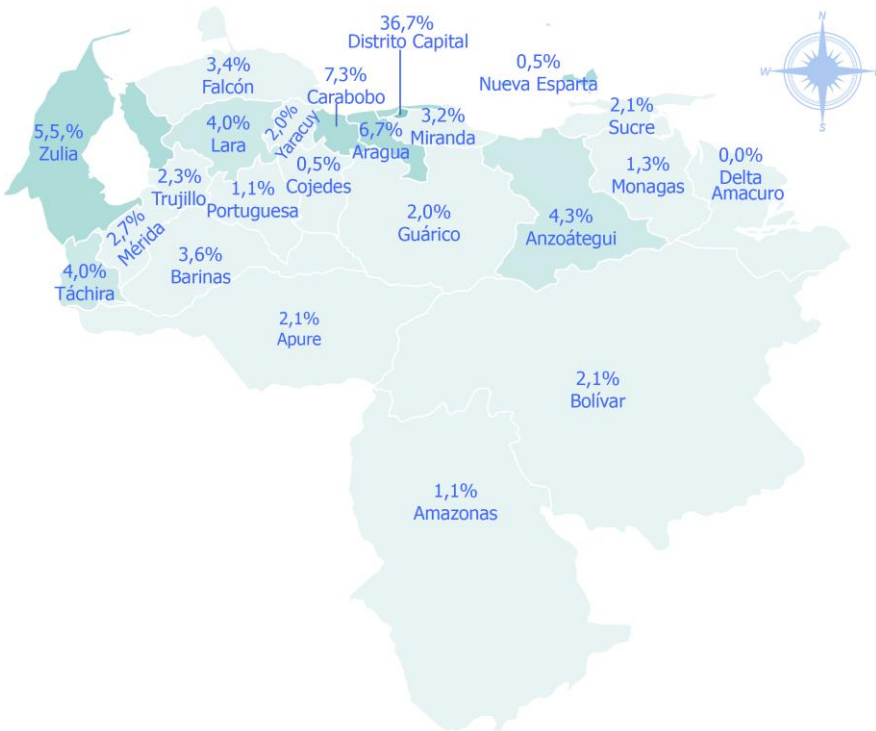 36,7%
Distrito Capital
N
W
E
S
3,4%
Falcón
7,3%
Carabobo
0,5%
Nueva Esparta
5,5,%
Zulia
4,0%
Lara
2,0%
Yaracuy
6,7%
Aragua
3,2%
Miranda
2,1%
Sucre
2,3%
Trujillo
1,1%
Portuguesa
0,5%
Cojedes
2,0%
Guárico
4,3%
Anzoátegui
1,3%
Monagas
0,0%
Delta
Amacuro
2,7%
Mérida
4,0%
Táchira
3,6%
Barinas
2,1%
Apure
2,1%
Bolívar
1,1%
Amazonas